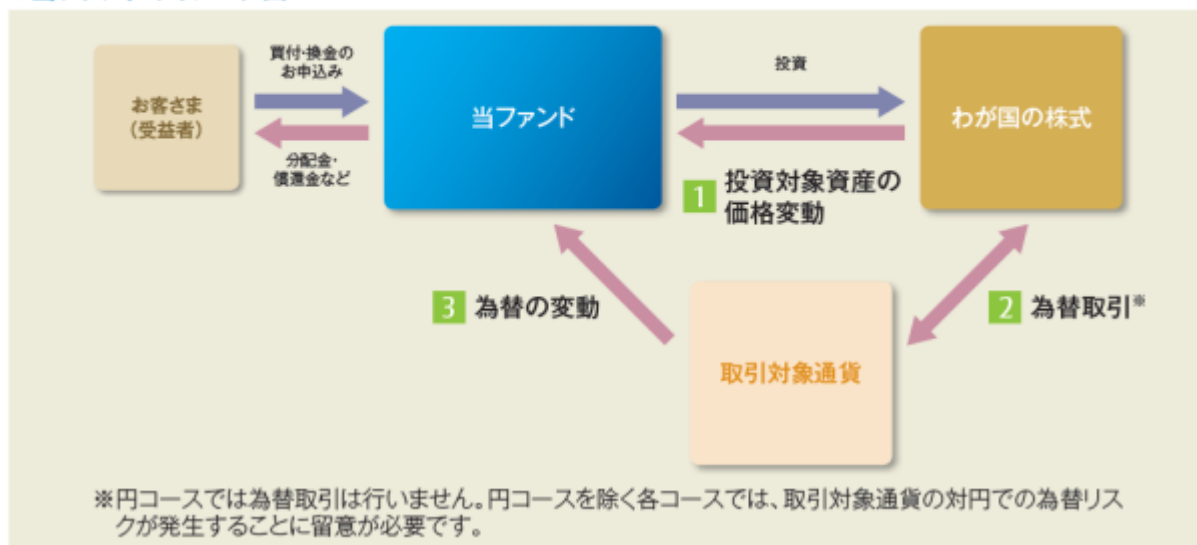 買付・換金の
お申込み
投資
お客さま
(受益者)
当ファンド
わが国の株式
分配金・
償還金など
1 投資対象資産の
価格変動
3 為替の変動
2 為替取引※
取引対象通貨
※円コースでは為替取引は行いません。円コースを除く各コースでは、取引対象通貨の対円での為替リス
クが発生することに留意が必要です。